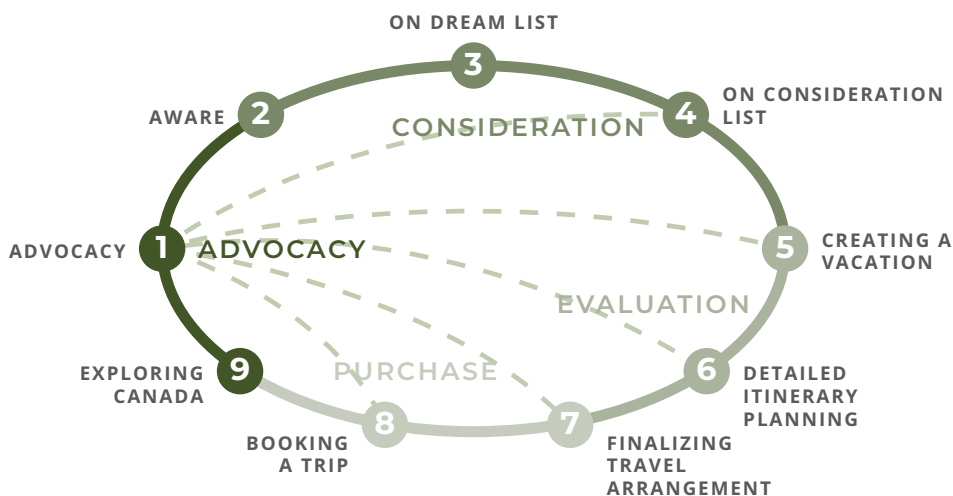 ON DREAM LIST
3
ON CONSIDERATION
LIST
4
AWARE
2
CONSIDERATION
ADVOCACY
1
ADVOCACY
5
CREATING A
VACATION
EVALUATION
EXPLORING
CANADA
9
PURCHASE
6
DETAILED
ITINERARY
PLANNING
BOOKING
A TRIP
8
7
FINALIZING
TRAVEL
ARRANGEMENT